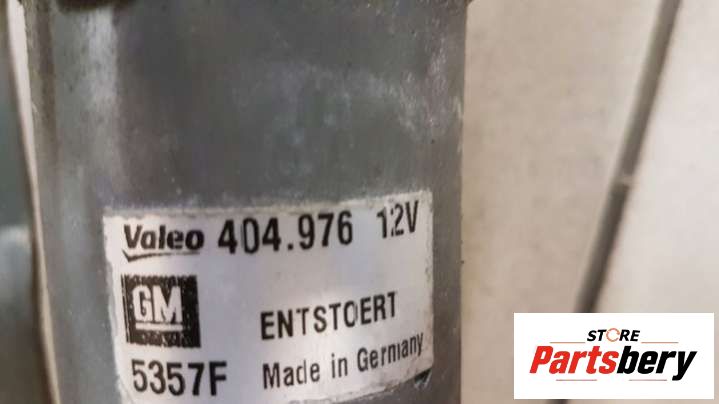 Valeo 404.976 12V
GM
ENTSTOERT
5357F Made in Germany
STORE
Partsbery